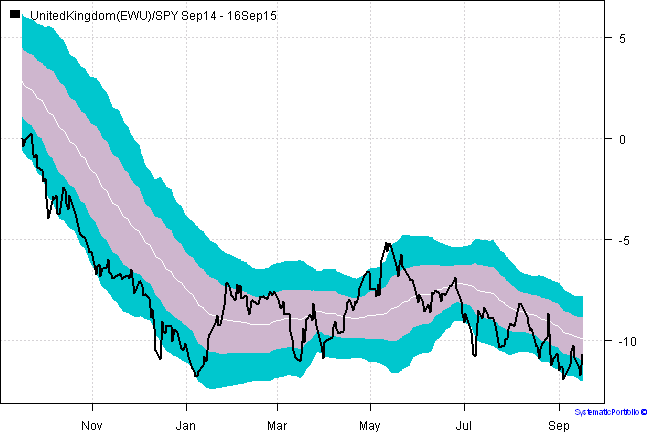 UnitedKingdom(EWU)/SPY Sep14 - 16Sep15
5
0
-5
-10
Nov Jan Mar May Jul Sep
SystematicPortfolio ©